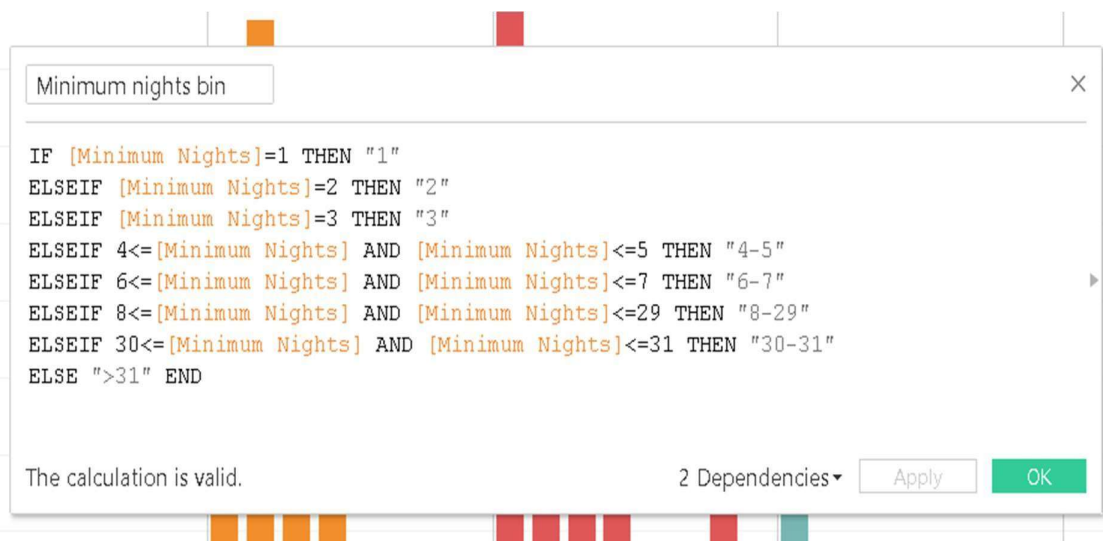 Minimum nights bin
IF [Minimum Nights]=1 THEN "1"
ELSEIF [Minimum Nights]=2 THEN "2"
ELSEIF [Minimum Nights]=3 THEN "3"
ELSEIF 4<=[Minimum Nights] AND [Minimum Nights]<=5 THEN "4-5"
ELSEIF 6<=[Minimum Nights] AND [Minimum Nights]<=7 THEN "6-7"
ELSEIF 8<=[Minimum Nights] AND [Minimum Nights]<=29 THEN "8-29"
ELSEIF 30<=[Minimum Nights] AND [Minimum Nights]<=31 THEN "30-31"
ELSE ">31" END
The calculation is valid. 2 Dependencies Apply OK